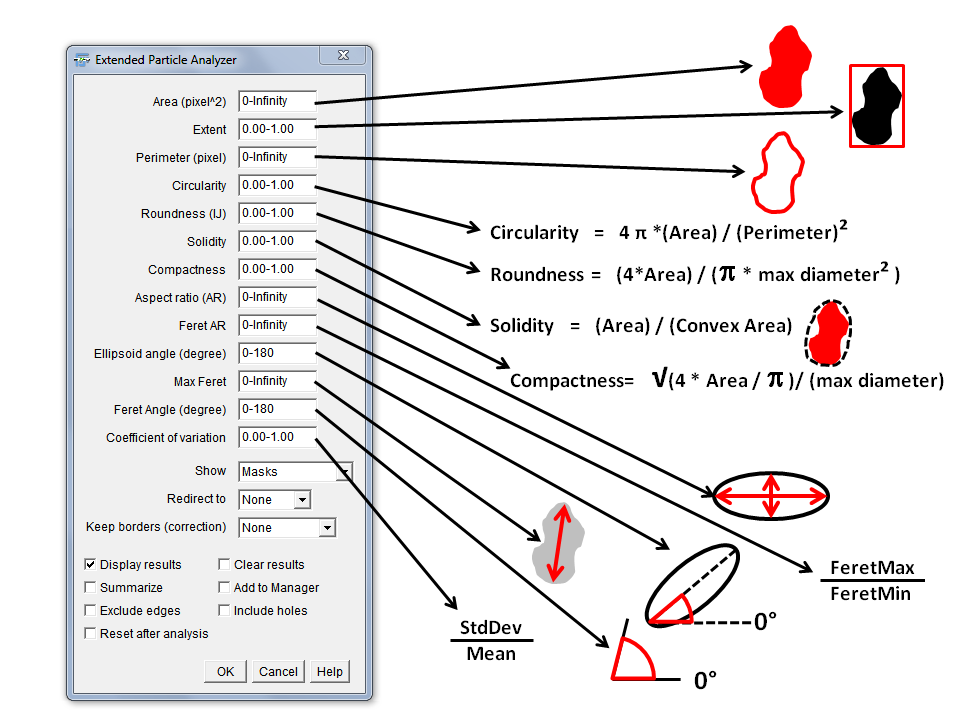 Extended Particle Analyzer
Area (pixel^2) 0-Infinity
Extent 0.00-1.00
Perimeter (pixel) 0-Infinity
Circularity 0.00-1.00
Roundness (IJ) 0.00-1.00
Solidity 0.00-1.00
Compactness 0.00-1.00
Aspect ratio (AR) 0-Infinity
Feret AR 0-Infinity
Ellipsoid angle (degree) 0-180
Max Feret 0-Infinity
Feret Angle (degree) 0-180
Coefficient of variation 0.00-1.00
Show Masks
Redirect to None
Keep borders (correction) None
Display results Clear results
Summarize Add to Manager
Exclude edges Include holes
Reset after analysis
OK Cancel Help
Circularity = 4 π *(Area) / (Perimeter)²
Roundness = (4*Area) / (π * max diameter² )
Solidity = (Area) / (Convex Area)
Compactness= √(4 * Area / π )/ (max diameter)
FeretMax
FeretMin
0°
StdDev
Mean
0°